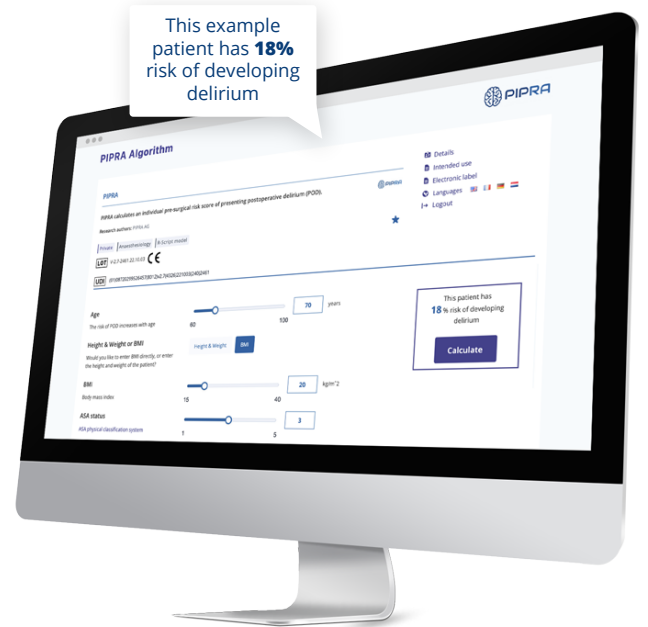 This example
patient has 18%
risk of developing
delirium
PIPRA
PIPRA Algorithm
Details
Intended use
Electronic label
Languages
Logout
PIPRA
PIPRA calculates an individual pre-surgical risk score of presenting postoperative delirium (POD).
Research authors: PIPRA AG
Private Anaesthesiology R-Script model
LOT CE
UDI
Age
70 years
The risk of POD increases with age
60 100
Height & Weight or BMI
Height & Weight BMI
Would you like to enter BMI directly, or enter
the height and weight of the patient?
BMI
20 kg/m^2
Body mass index
15 40
ASA status
3
ASA physical classification system
1 5
This patient has
18 % risk of developing
delirium
Calculate